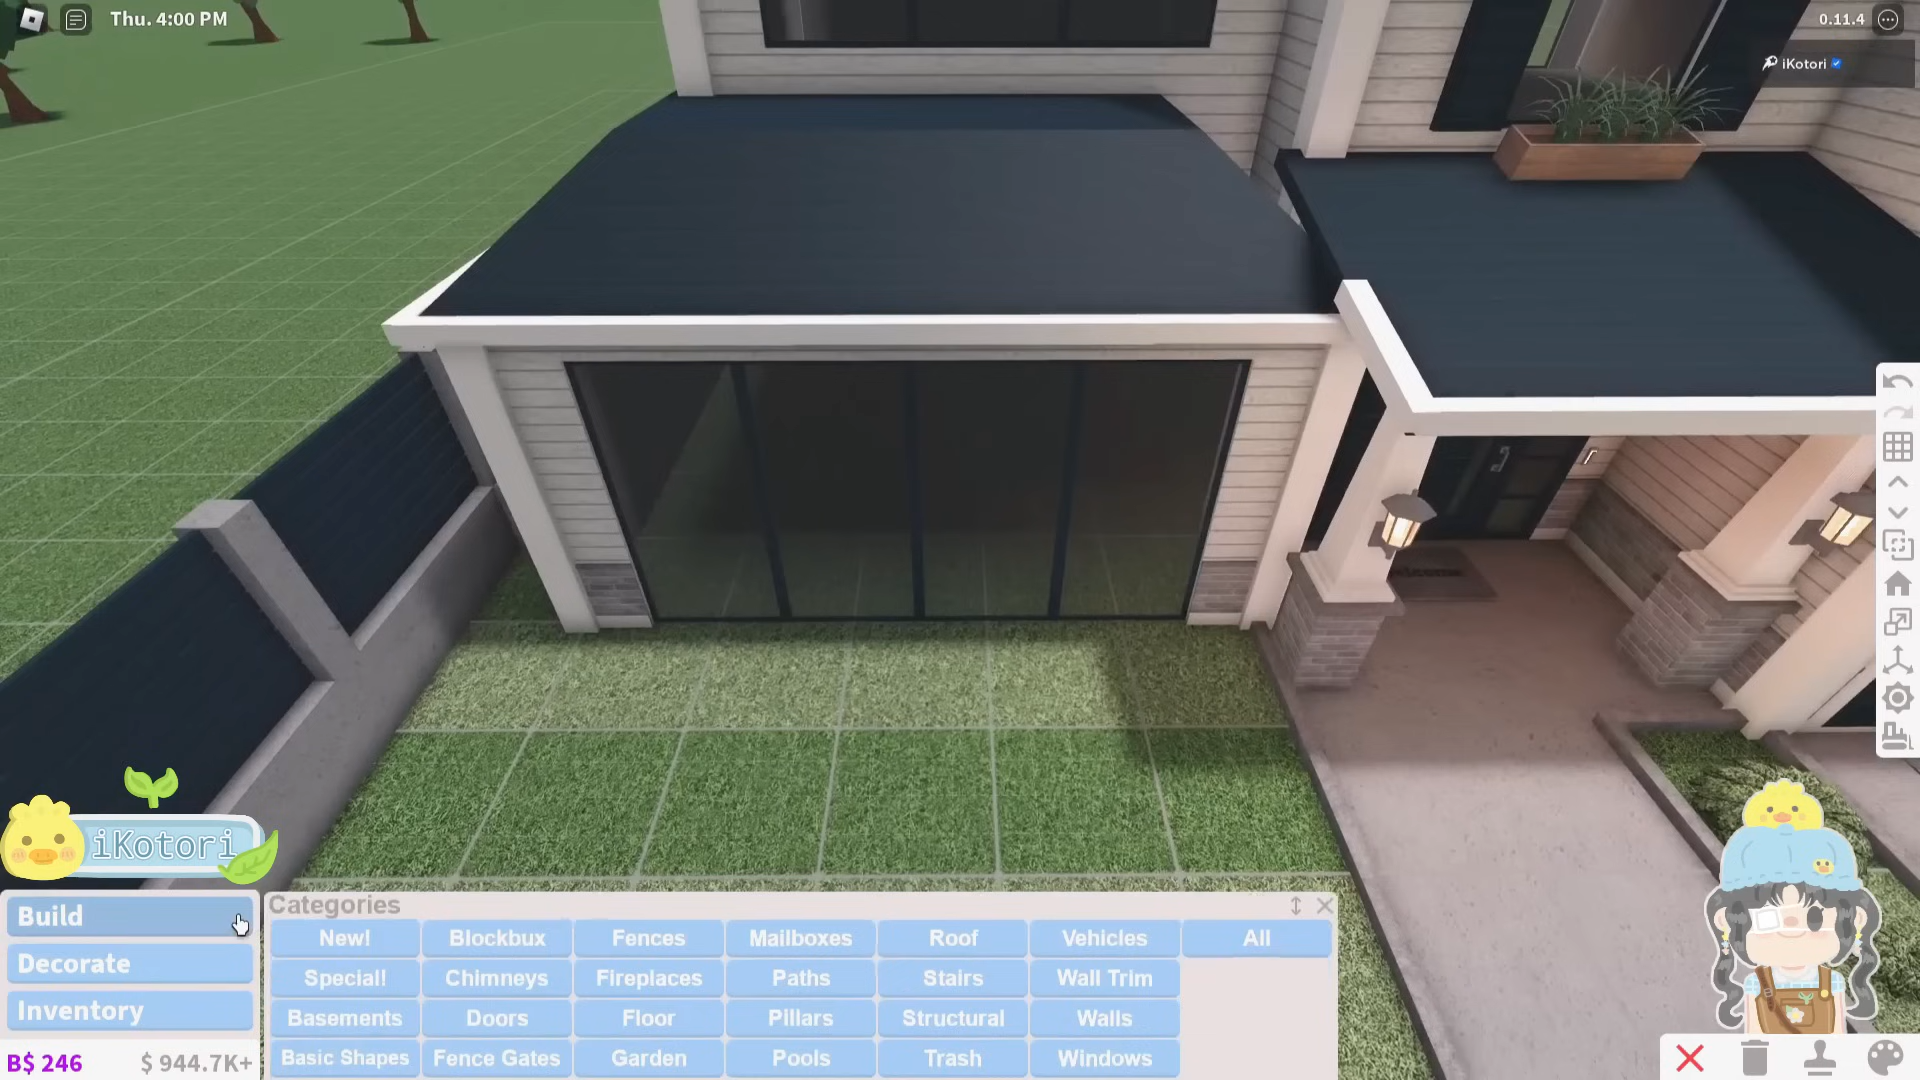 Thu. 4:00 PM
0.11.4
iKotori
Welcome
iKotori
Build
Decorate
Inventory
B$ 246
$ 944.7K+
Categories
New! Blockbux Fences Mailboxes Roof Vehicles All
Special! Chimneys Fireplaces Paths Stairs Wall Trim
Basements Doors Floor Pillars Structural Walls
Basic Shapes Fence Gates Garden Pools Trash Windows